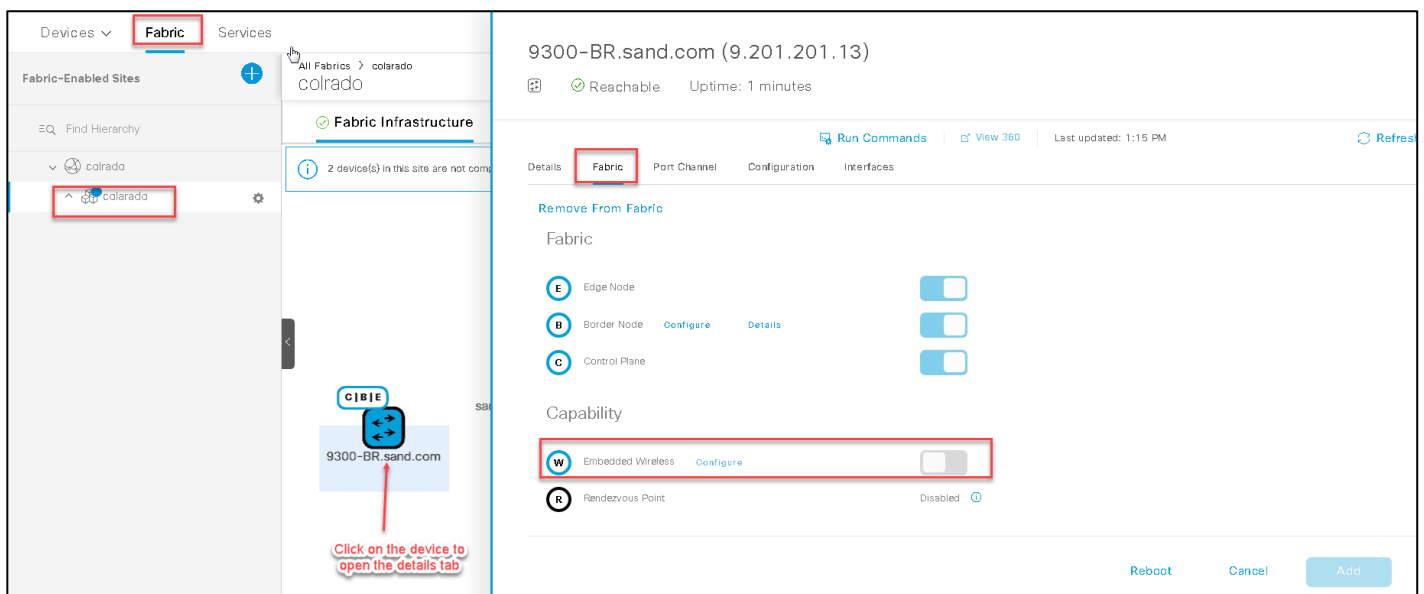 Devices Fabric Services
Fabric-Enabled Sites
Find Hierarchy
colrado
colarado
All Fabrics > colarado
colrado
Fabric Infrastructure
2 device(s) in this site are not comp
C|B|E
9300-BR.sand.com
san
Click on the device to
open the details tab
9300-BR.sand.com (9.201.201.13)
Reachable Uptime: 1 minutes
Run Commands View 360 Last updated: 1:15 PM Refresh
Details Fabric Port Channel Configuration Interfaces
Remove From Fabric
Fabric
E Edge Node
B Border Node Configure Details
C Control Plane
Capability
W Embedded Wireless Configure
R Rendezvous Point Disabled
Reboot Cancel Add